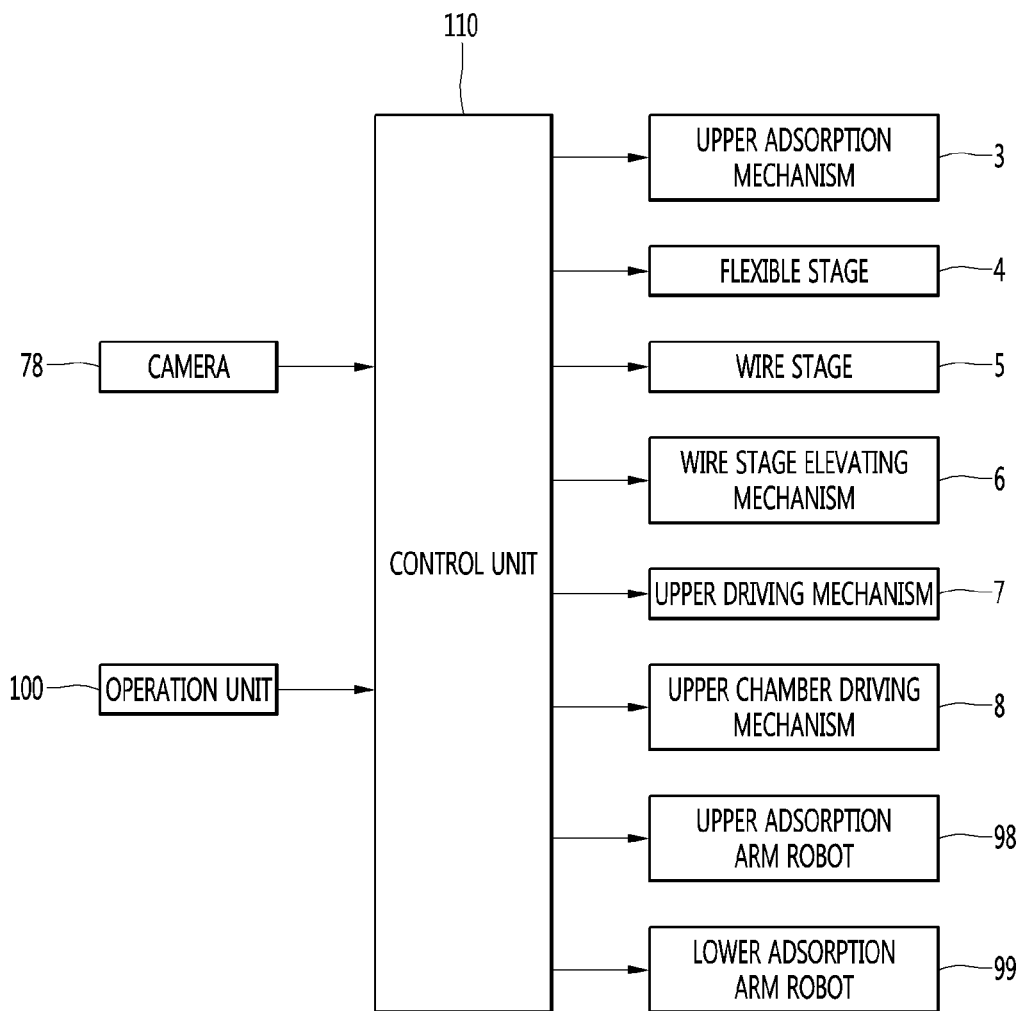 110
UPPER ADSORPTION
MECHANISM
3
FLEXIBLE STAGE
4
78
CAMERA
WIRE STAGE
5
WIRE STAGE ELEVATING
MECHANISM
6
CONTROL UNIT
UPPER DRIVING MECHANISM
7
100
OPERATION UNIT
UPPER CHAMBER DRIVING
MECHANISM
8
UPPER ADSORPTION
ARM ROBOT
98
LOWER ADSORPTION
ARM ROBOT
99